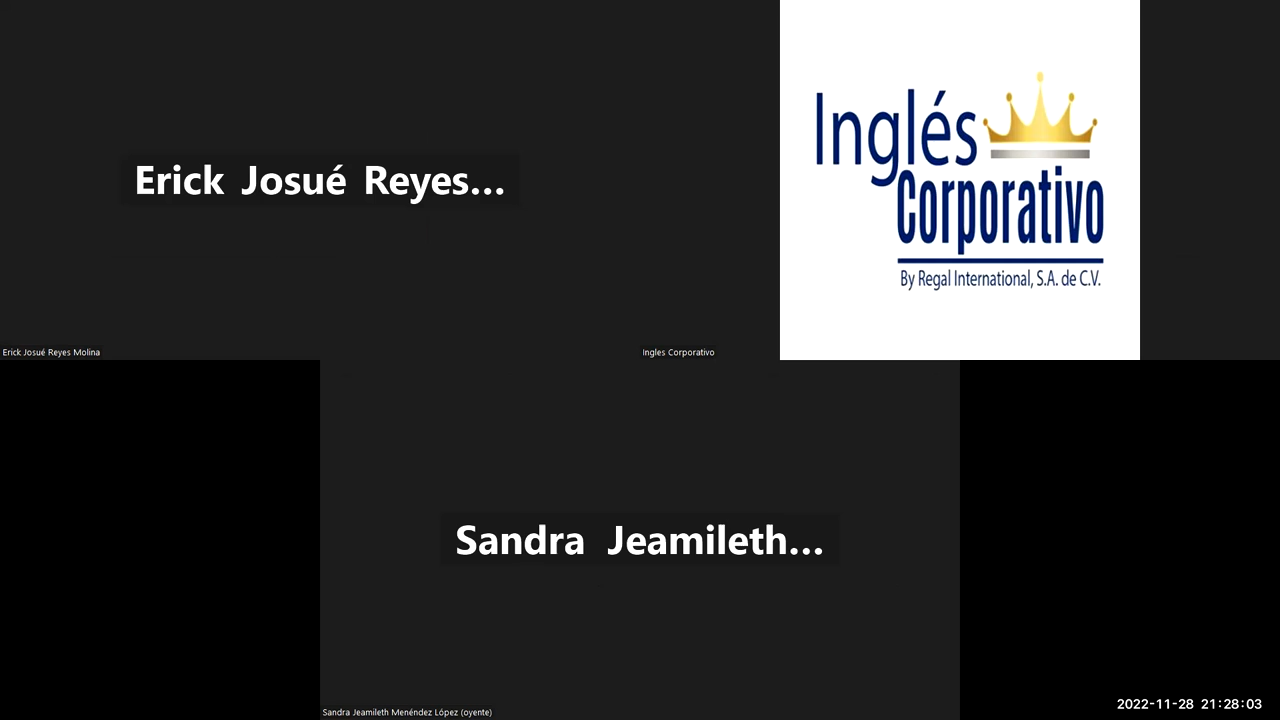 Erick Josué Reyes...
Erick Josué Reyes Molina
Inglés
Corporativo
By Regal International, S.A. de C.V.
Ingles Corporativo
Sandra Jeamileth...
Sandra Jeamileth Menéndez López (oyente)
2022-11-28 21:28:03